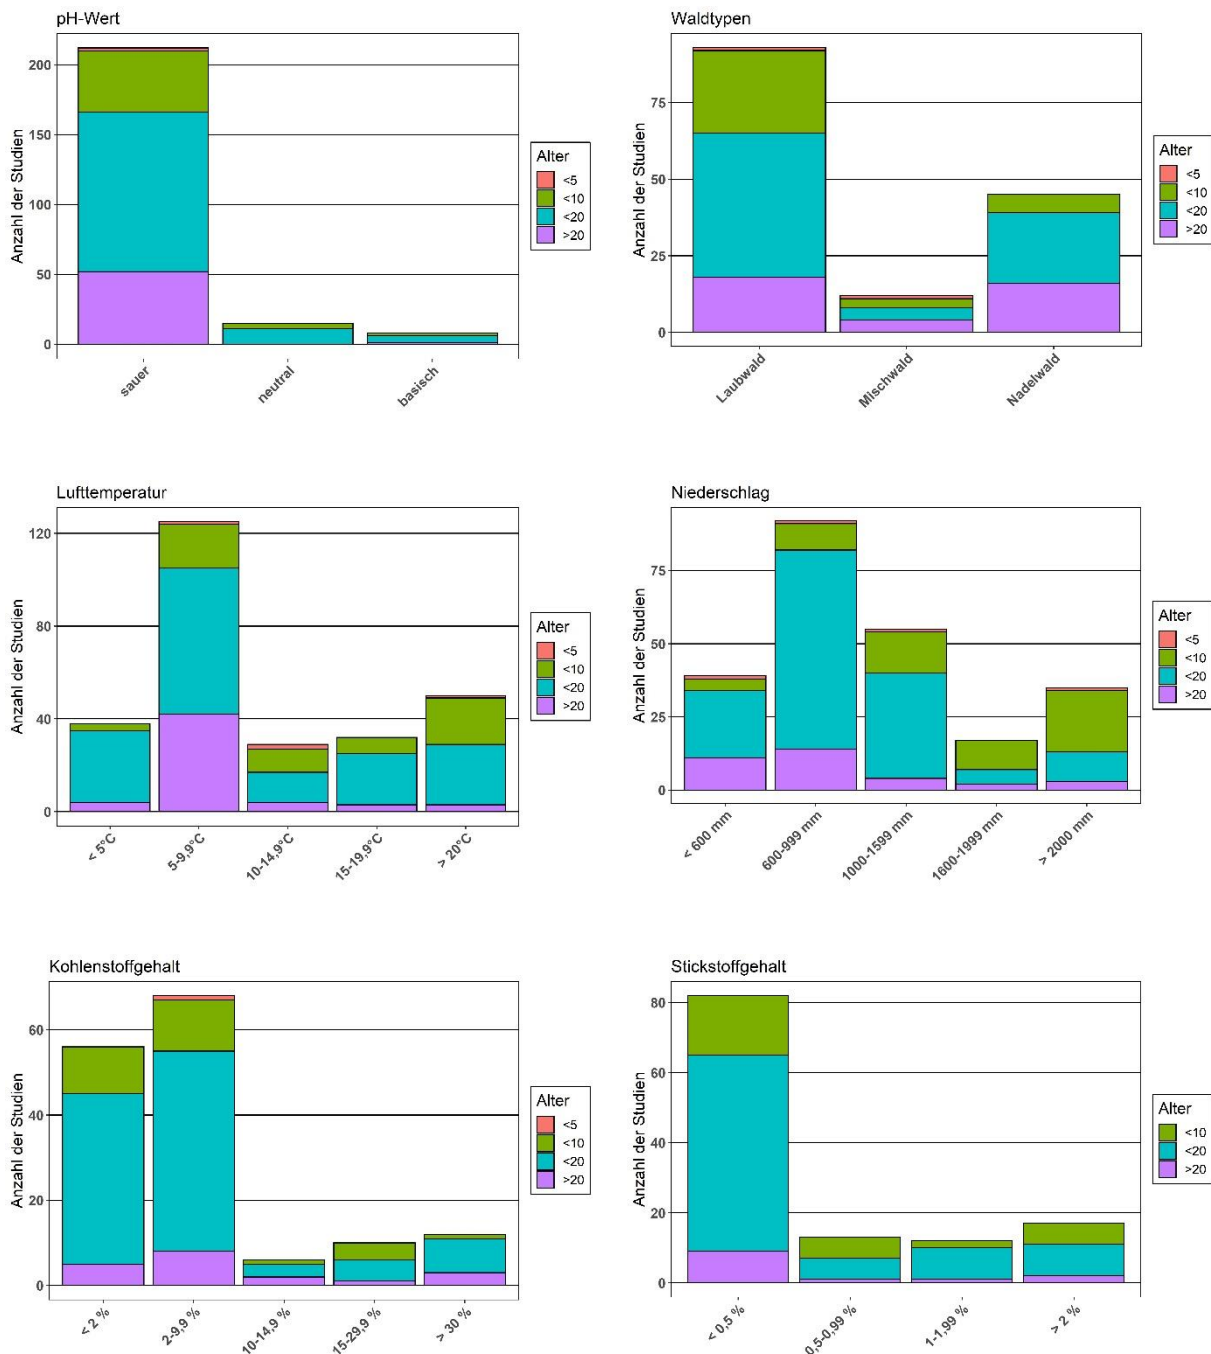 pH-Wert
Anzahl der Studien
200
150
100
50
0
sauer
neutral
basisch
Alter
<5
<10
<20
>20
Waldtypen
Anzahl der Studien
75
50
25
0
Laubwald
Mischwald
Nadelwald
Alter
<5
<10
<20
>20
Lufttemperatur
Anzahl der Studien
120
80
40
0
< 5°C
5-9,9°C
10-14,9°C
15-19,9°C
> 20°C
Alter
<5
<10
<20
>20
Niederschlag
Anzahl der Studien
75
50
25
0
< 600 mm
600-999 mm
1000-1599 mm
1600-1999 mm
> 2000 mm
Alter
<5
<10
<20
>20
Kohlenstoffgehalt
Anzahl der Studien
60
40
20
0
< 2 %
2-9,9 %
10-14,9 %
15-29,9 %
> 30 %
Alter
<5
<10
<20
>20
Stickstoffgehalt
Anzahl der Studien
80
60
40
20
0
< 0,5 %
0,5-0,99 %
1-1,99 %
> 2 %
Alter
<10
<20
>20